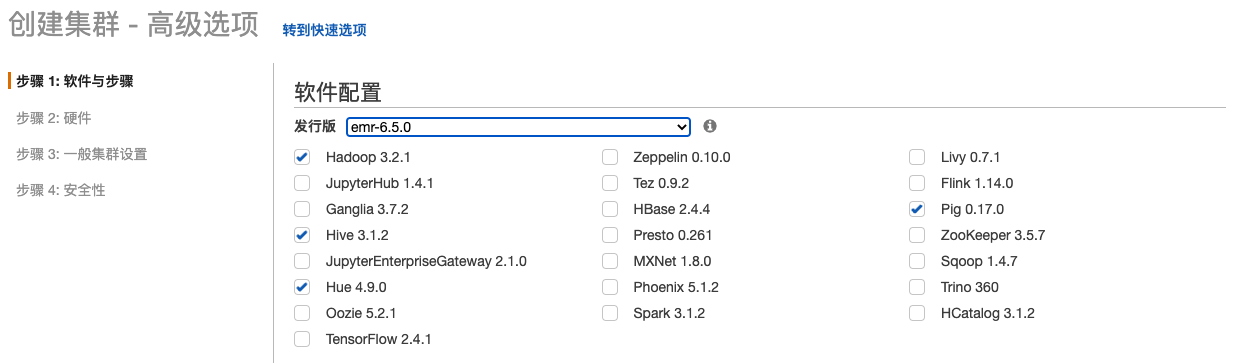 创建集群 - 高级选项 转到快速选项
步骤 1: 软件与步骤
步骤 2: 硬件
步骤 3: 一般集群设置
步骤 4: 安全性
软件配置
发行版 emr-6.5.0
Hadoop 3.2.1 Zeppelin 0.10.0 Livy 0.7.1
JupyterHub 1.4.1 Tez 0.9.2 Flink 1.14.0
Ganglia 3.7.2 HBase 2.4.4 Pig 0.17.0
Hive 3.1.2 Presto 0.261 ZooKeeper 3.5.7
JupyterEnterpriseGateway 2.1.0 MXNet 1.8.0 Sqoop 1.4.7
Hue 4.9.0 Phoenix 5.1.2 Trino 360
Oozie 5.2.1 Spark 3.1.2 HCatalog 3.1.2
TensorFlow 2.4.1